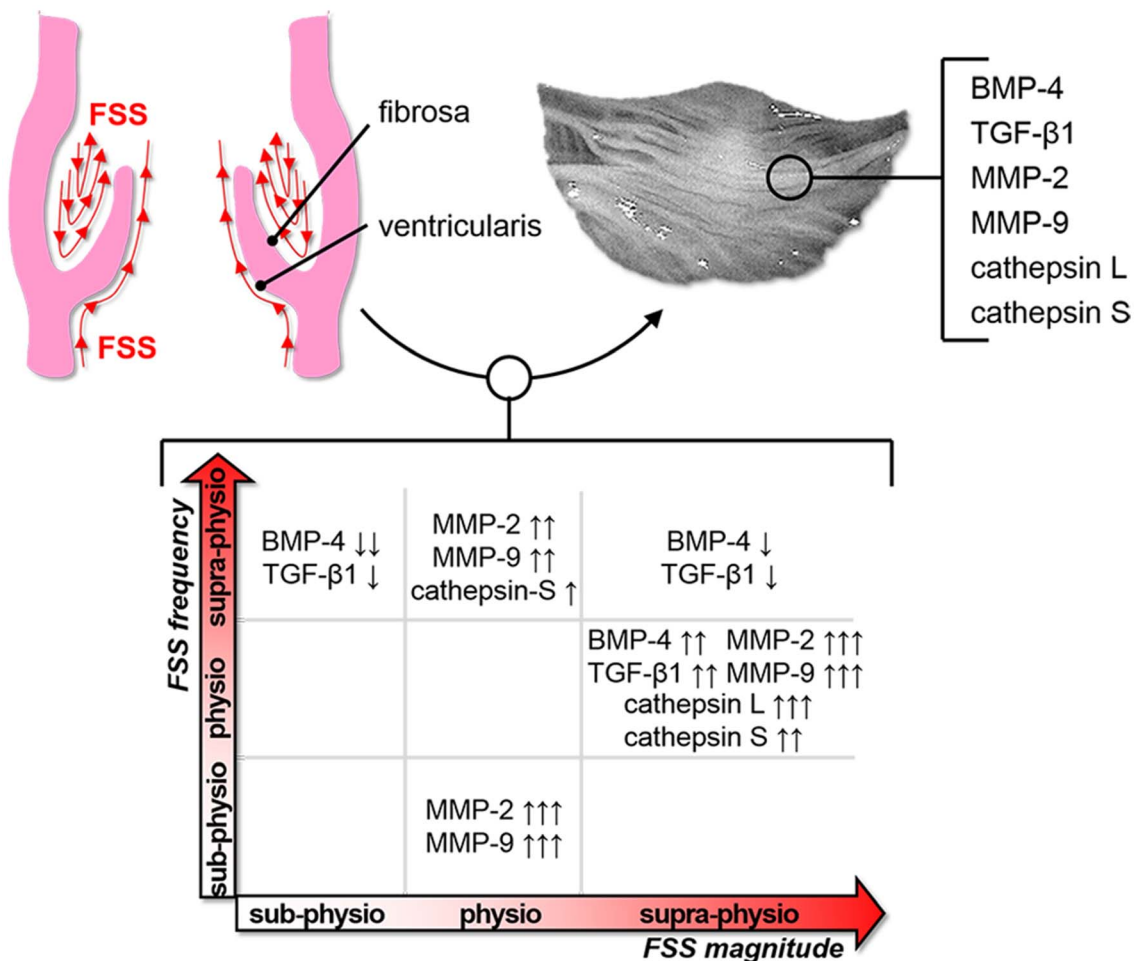 FSS
fibrosa
ventricularis
FSS
BMP-4
TGF-β1
MMP-2
MMP-9
cathepsin L
cathepsin S
FSS frequency
supra-physio
physio
sub-physio
BMP-4 ↓↓
TGF-β1 ↓
MMP-2 ↑↑
MMP-9 ↑↑
cathepsin-S ↑
BMP-4 ↓
TGF-β1 ↓
BMP-4 ↑↑ MMP-2 ↑↑↑
TGF-β1 ↑↑ MMP-9 ↑↑↑
cathepsin L ↑↑↑
cathepsin S ↑↑
MMP-2 ↑↑↑
MMP-9 ↑↑↑
sub-physio physio supra-physio
FSS magnitude